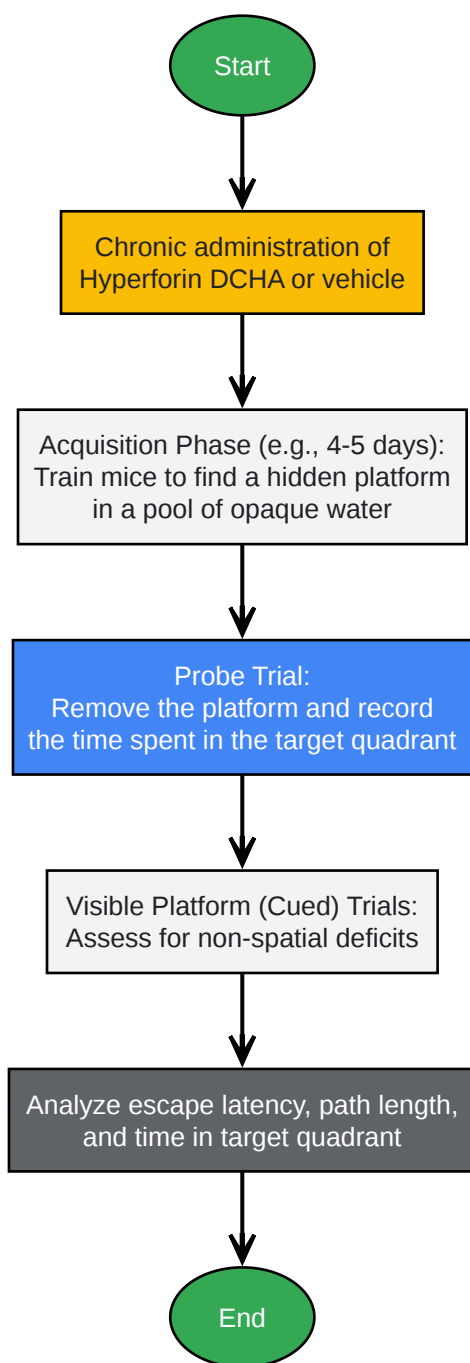 Start
Chronic administration of
Hyperforin DCHA or vehicle
Acquisition Phase (e.g., 4-5 days):
Train mice to find a hidden platform
in a pool of opaque water
Probe Trial:
Remove the platform and record
the time spent in the target quadrant
Visible Platform (Cued) Trials:
Assess for non-spatial deficits
Analyze escape latency, path length,
and time in target quadrant
End